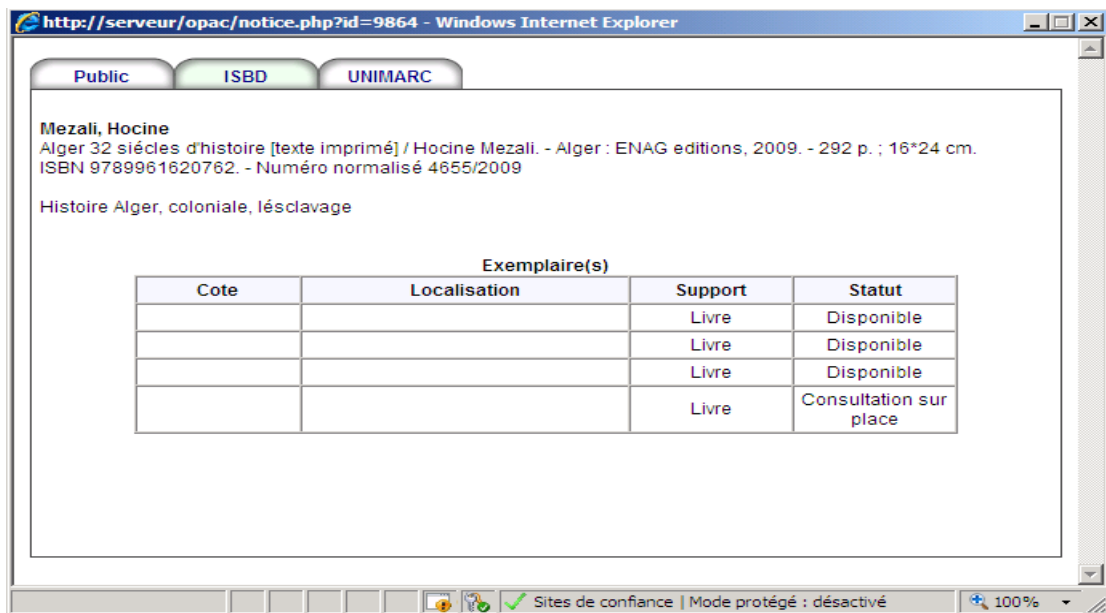 http://serveur/opac/notice.php?id=9864 - Windows Internet Explorer
Public ISBD UNIMARC
Mezali, Hocine
Alger 32 siécles d'histoire [texte imprimé] / Hocine Mezali. - Alger : ENAG editions, 2009. - 292 p. ; 16*24 cm.
ISBN 9789961620762. - Numéro normalisé 4655/2009
Histoire Alger, coloniale, lésclavage
Exemplaire(s)
Cote Localisation Support Statut
Livre Disponible
Livre Disponible
Livre Disponible
Livre Consultation sur
place
Sites de confiance | Mode protégé : désactivé 100%